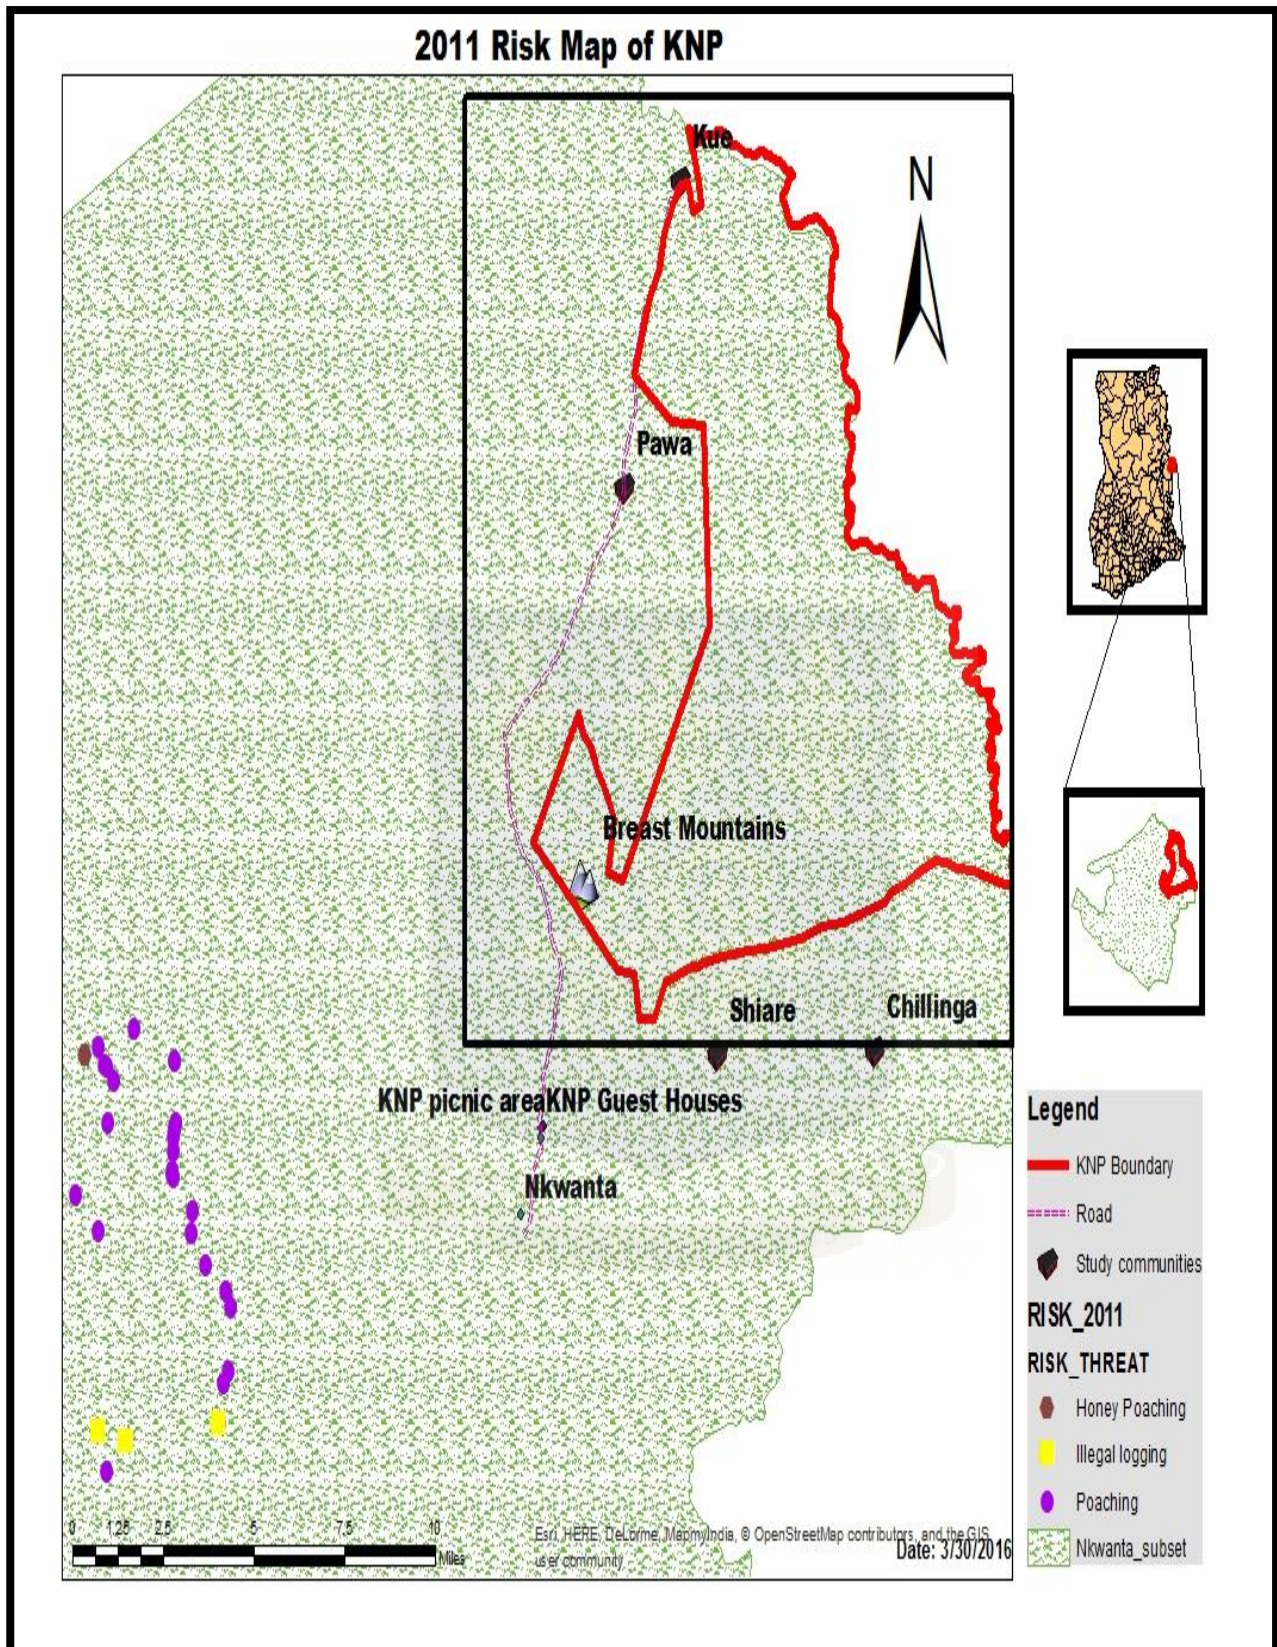 2011 Risk Map of KNP
Kue
N
Pawa
Breast Mountains
Shiare
Chillinga
KNP picnic area
KNP Guest Houses
Nkwanta
Legend
KNP Boundary
Road
Study communities
RISK_2011
RISK_THREAT
Honey Poaching
Illegal logging
Poaching
Nkwanta_subset
0 1.25 2.5 5 7.5 10
Miles
Esri, HERE, DeLorme, MapmyIndia, © OpenStreetMap contributors, and the GIS
user community
Date: 3/30/2016